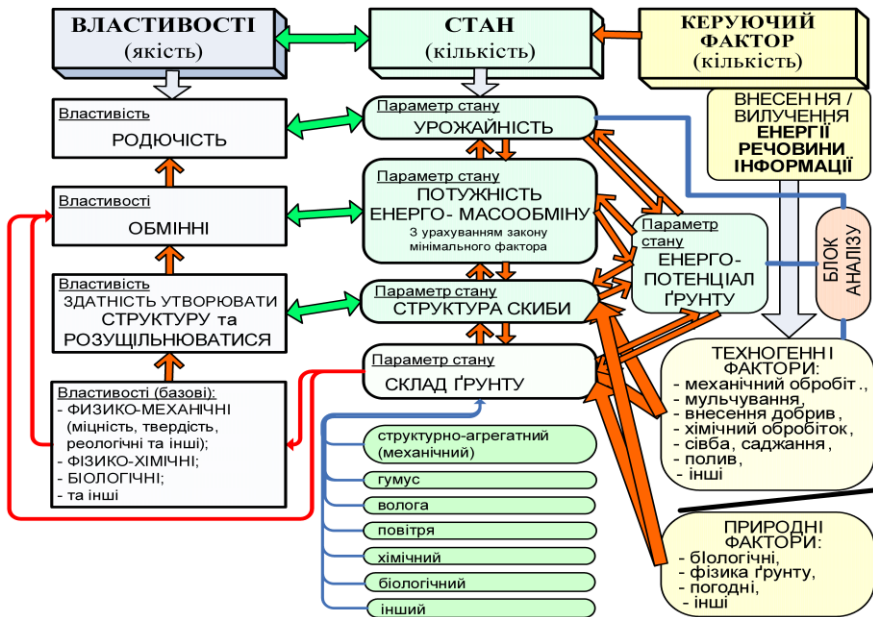 ВЛАСТИВОСТІ
(якість)
СТАН
(кількість)
КЕРУЮЧИЙ
ФАКТОР
(кількість)
Властивість
РОДЮЧІСТЬ
Властивості
ОБМІННІ
Властивість
ЗДАТНІСТЬ УТВОРЮВАТИ
СТРУКТУРУ та
РОЗУЩІЛЬНЮВАТИСЯ
Властивості (базові):
- ФИЗИКО-МЕХАНІЧНІ
(міцність, твердість,
реологічні та інші);
- ФІЗИКО-ХІМІЧНІ;
- БІОЛОГІЧНІ;
- та інші
Параметр стану
УРОЖАЙНІСТЬ
Параметр стану
ПОТУЖНІСТЬ
ЕНЕРГО- МАСООБМІНУ
З урахуванням закону
мінімального фактора
Параметр стану
СТРУКТУРА СКИБИ
Параметр стану
СКЛАД ҐРУНТУ
структурно-агрегатний
(механічний)
гумус
волога
повітря
хімічний
біологічний
інший
Параметр
стану
ЕНЕРГО-
ПОТЕНЦІАЛ
ҐРУНТУ
ВНЕСЕННЯ /
ВИЛУЧЕННЯ
ЕНЕРГІЇ
РЕЧОВИНИ
ІНФОРМАЦІЇ
БЛОК
АНАЛІЗУ
ТЕХНОГЕННІ
ФАКТОРИ:
- механічний обробіт.,
- мульчування,
- внесення добрив,
- хімічний обробіток,
- сівба, саджання,
- полив,
- інші
ПРИРОДНІ
ФАКТОРИ:
- бІологічні,
- фізика ґрунту,
- погодні,
- інші